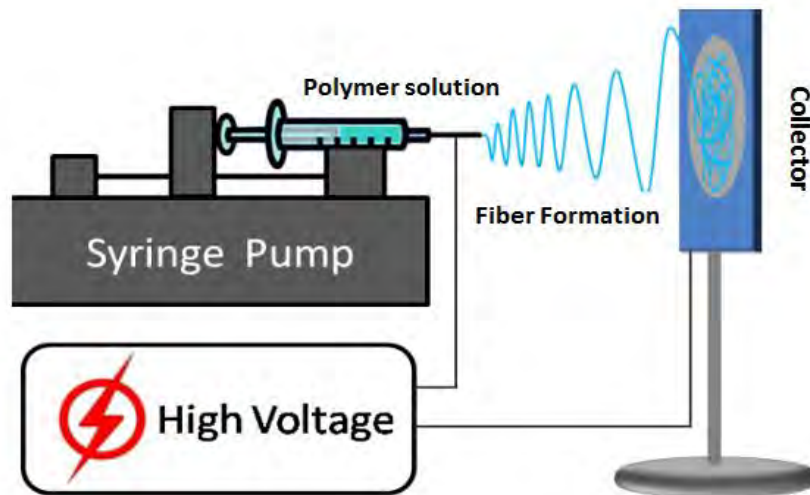 Polymer solution
Collector
Fiber Formation
Syringe Pump
High Voltage